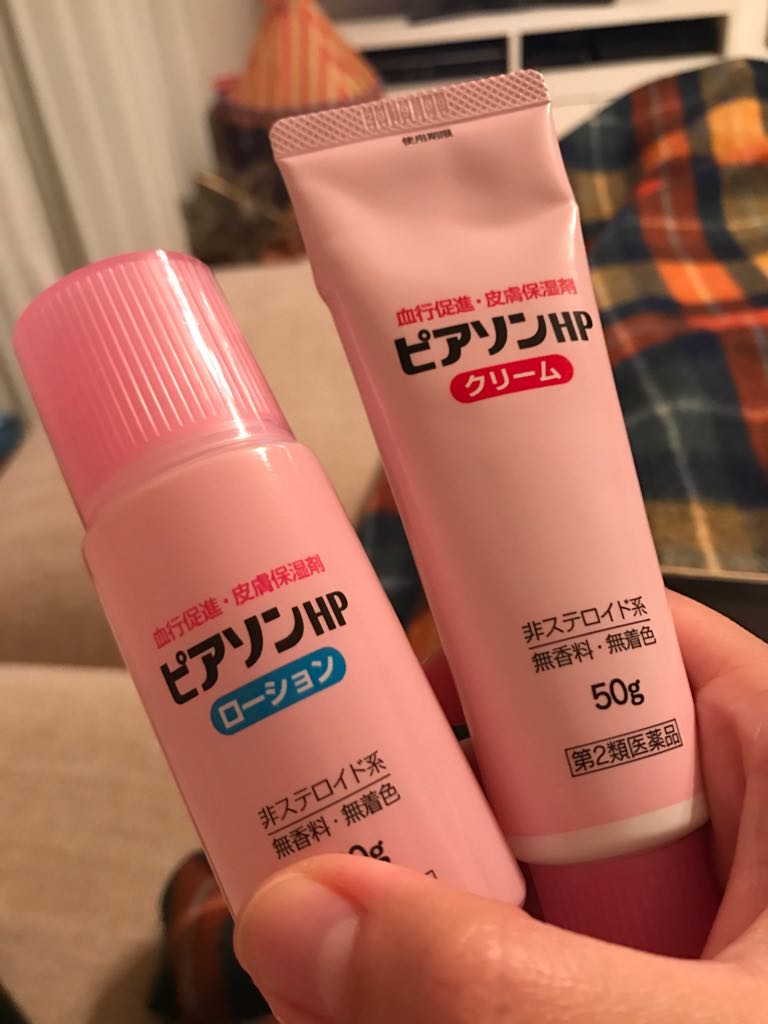 血行促進・皮膚保湿剤
ピアソンHP
ローション
非ステロイド系
無香料・無着色
使用期限
血行促進・皮膚保湿剤
ピアソンHP
クリーム
非ステロイド系
無香料・無着色
50g
第2類医薬品